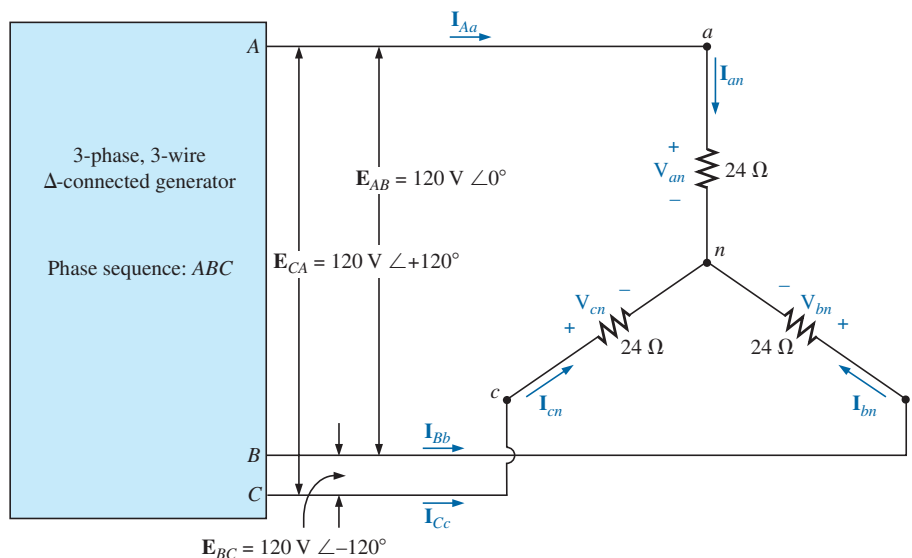 I_Aa
A
a
I_an
3-phase, 3-wire
Δ-connected generator
Phase sequence: ABC
E_AB = 120 V ∠0°
E_CA = 120 V ∠+120°
+
V_an
–
24 Ω
n
–
V_cn
+
24 Ω
–
V_bn
+
24 Ω
c
I_cn
I_bn
B
I_Bb
C
I_Cc
E_BC = 120 V ∠–120°